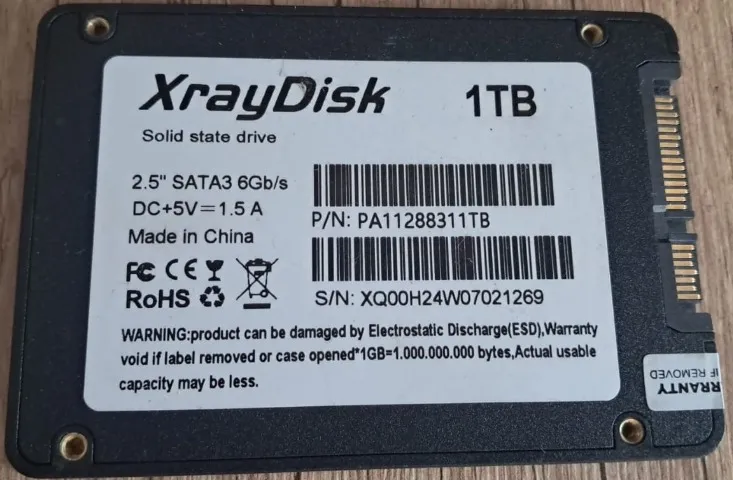 XrayDisk 1TB
Solid state drive
2.5" SATA3 6Gb/s
DC+5V=1.5 A
Made in China
P/N: PA11288311TB
FC CE
RoHS
S/N: XQ00H24W07021269
WARNING:product can be damaged by Electrostatic Discharge(ESD),Warranty
void if label removed or case opened*1GB=1.000.000.000 bytes,Actual usable
capacity may be less.
RRANTY
IF REMOVED